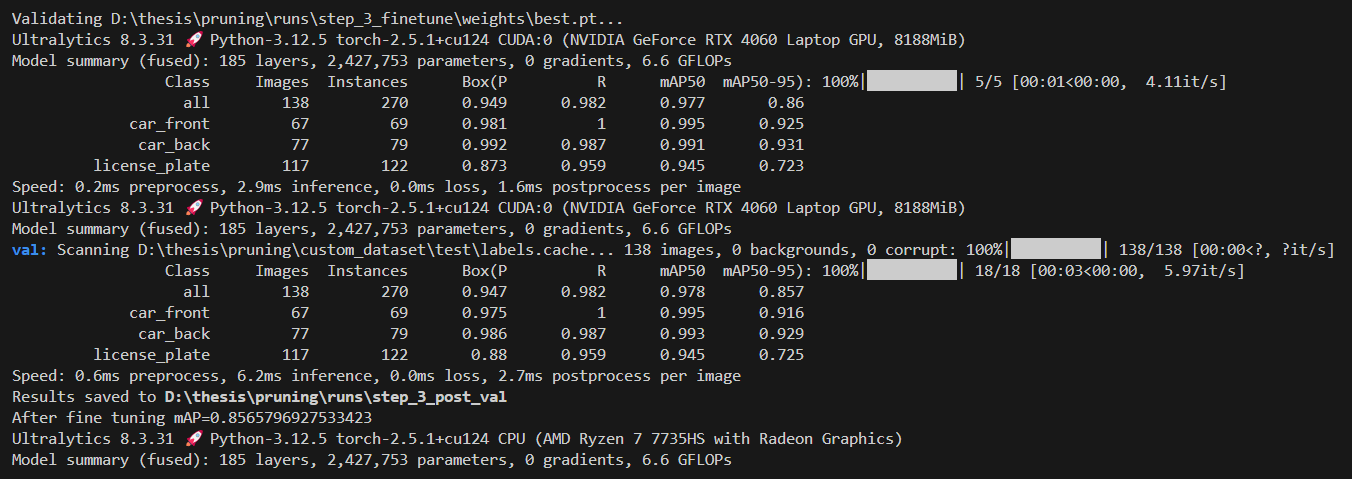 Validating D:\thesis\pruning\runs\step_3_finetune\weights\best.pt...
Ultralytics 8.3.31 🚀 Python-3.12.5 torch-2.5.1+cu124 CUDA:0 (NVIDIA GeForce RTX 4060 Laptop GPU, 8188MiB)
Model summary (fused): 185 layers, 2,427,753 parameters, 0 gradients, 6.6 GFLOPs
Class Images Instances Box(P R mAP50 mAP50-95): 100%|██████████| 5/5 [00:01<00:00, 4.11it/s]
all 138 270 0.949 0.982 0.977 0.86
car_front 67 69 0.981 1 0.995 0.925
car_back 77 79 0.992 0.987 0.991 0.931
license_plate 117 122 0.873 0.959 0.945 0.723
Speed: 0.2ms preprocess, 2.9ms inference, 0.0ms loss, 1.6ms postprocess per image
Ultralytics 8.3.31 🚀 Python-3.12.5 torch-2.5.1+cu124 CUDA:0 (NVIDIA GeForce RTX 4060 Laptop GPU, 8188MiB)
Model summary (fused): 185 layers, 2,427,753 parameters, 0 gradients, 6.6 GFLOPs
val: Scanning D:\thesis\pruning\custom_dataset\test\labels.cache... 138 images, 0 backgrounds, 0 corrupt: 100%|██████████| 138/138 [00:00<?, ?it/s]
Class Images Instances Box(P R mAP50 mAP50-95): 100%|██████████| 18/18 [00:03<00:00, 5.97it/s]
all 138 270 0.947 0.982 0.978 0.857
car_front 67 69 0.975 1 0.995 0.916
car_back 77 79 0.986 0.987 0.993 0.929
license_plate 117 122 0.88 0.959 0.945 0.725
Speed: 0.6ms preprocess, 6.2ms inference, 0.0ms loss, 2.7ms postprocess per image
Results saved to D:\thesis\pruning\runs\step_3_post_val
After fine tuning mAP=0.8565796927533423
Ultralytics 8.3.31 🚀 Python-3.12.5 torch-2.5.1+cu124 CPU (AMD Ryzen 7 7735HS with Radeon Graphics)
Model summary (fused): 185 layers, 2,427,753 parameters, 0 gradients, 6.6 GFLOPs